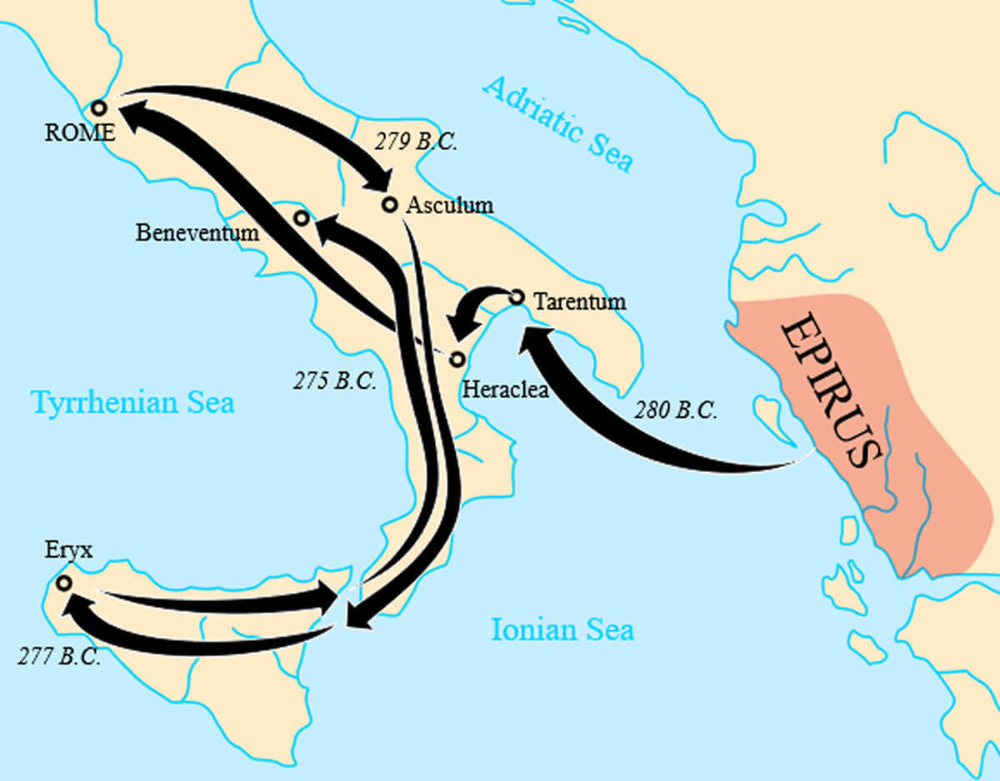 Adriatic Sea
ROME
279 B.C.
Asculum
Beneventum
Tarentum
EPIRUS
275 B.C.
Heraclea
Tyrrhenian Sea
280 B.C.
Eryx
Ionian Sea
277 B.C.